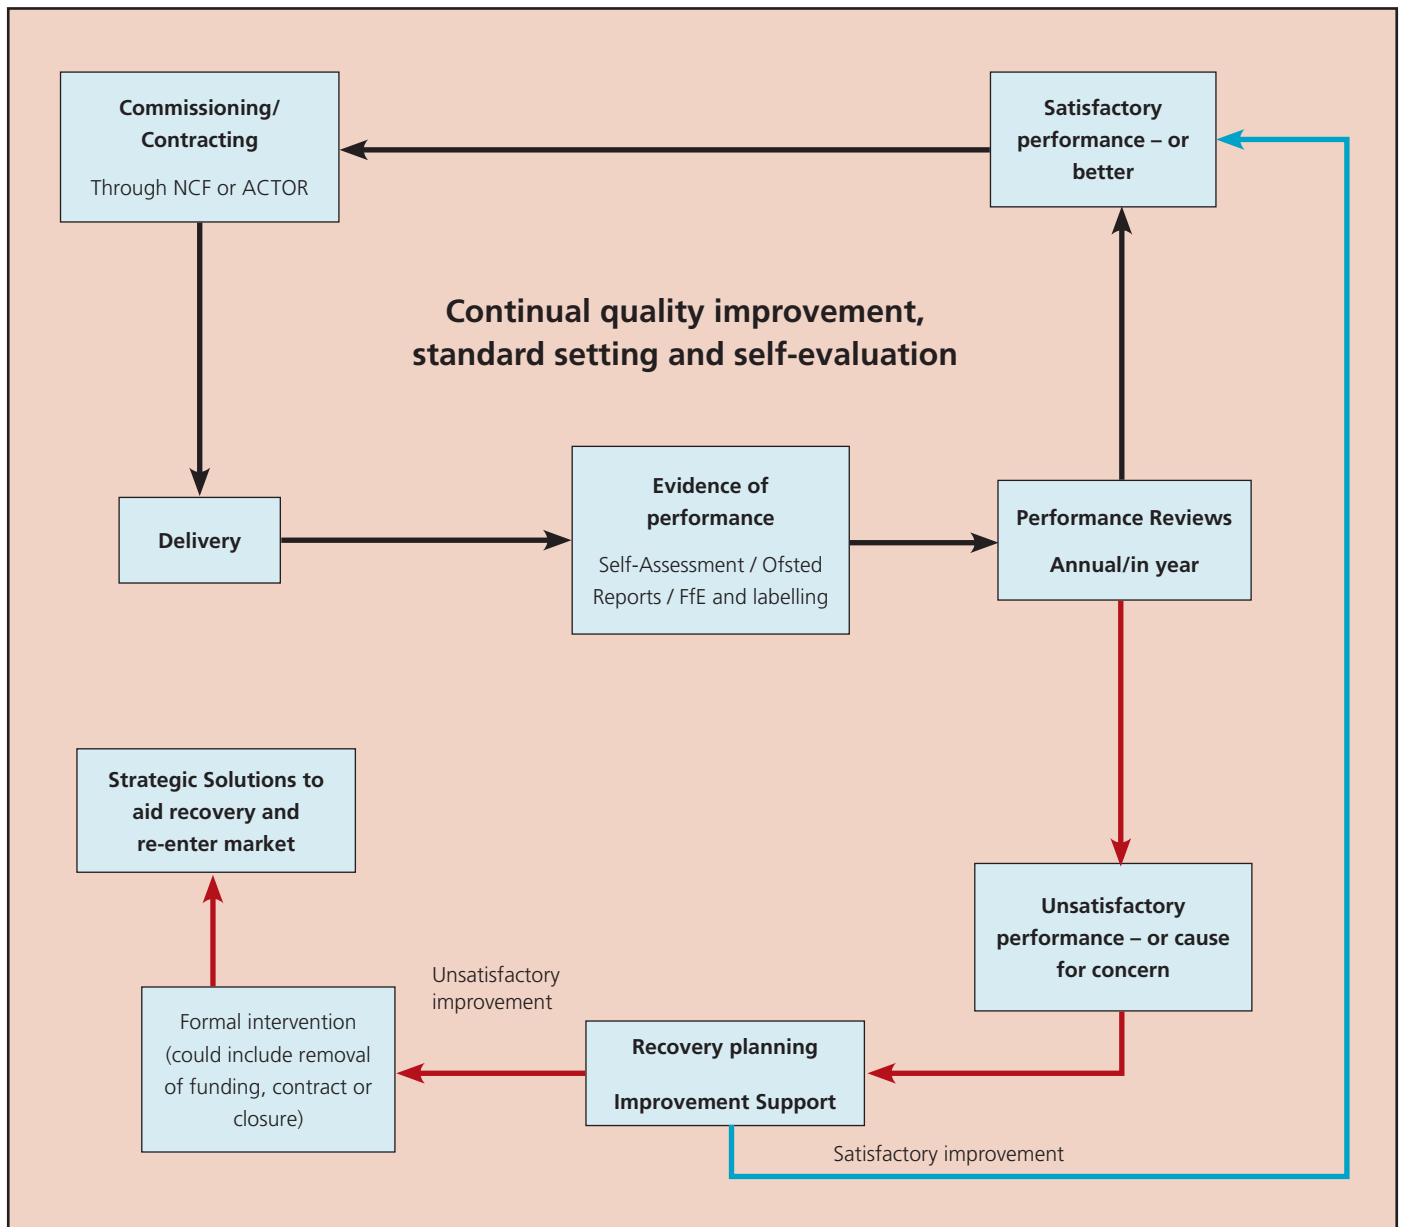 Commissioning/
Contracting
Through NCF or ACTOR
Satisfactory
performance – or
better
Continual quality improvement,
standard setting and self-evaluation
Delivery
Evidence of
performance
Self-Assessment / Ofsted
Reports / FfE and labelling
Performance Reviews
Annual/in year
Strategic Solutions to
aid recovery and
re-enter market
Unsatisfactory
performance – or cause
for concern
Unsatisfactory
improvement
Formal intervention
(could include removal
of funding, contract or
closure)
Recovery planning
Improvement Support
Satisfactory improvement